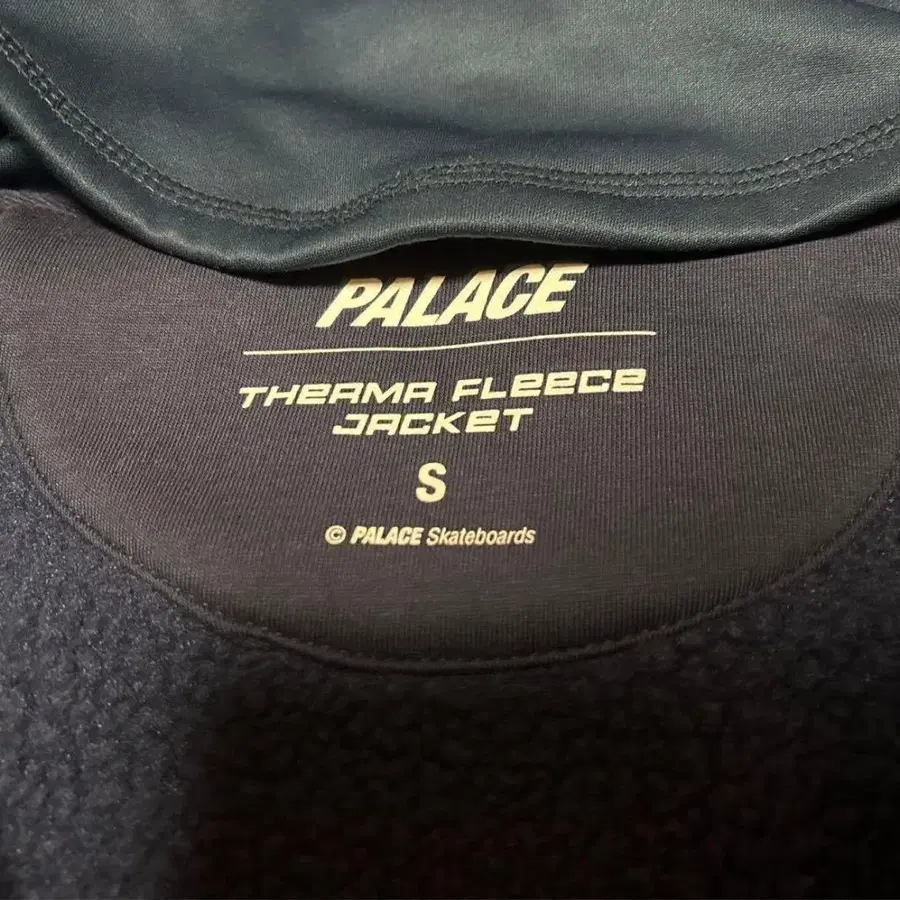 PALACE
THERMA FLEECE
JACKET
S
© PALACE Skateboards